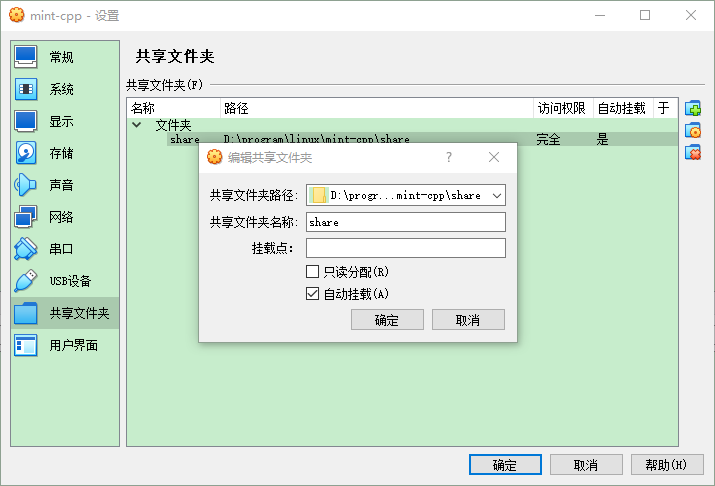 mint-cpp - 设置
常规
系统
显示
存储
声音
网络
串口
USB设备
共享文件夹
用户界面
共享文件夹
共享文件夹(F)
名称 路径 访问权限 自动挂载 于
文件夹
share D:\program\linux\mint-cpp\share 完全 是
编辑共享文件夹 ?
共享文件夹路径: D:\progr...mint-cpp\share
共享文件夹名称: share
挂载点:
只读分配(R)
自动挂载(A)
确定 取消
确定 取消 帮助(H)